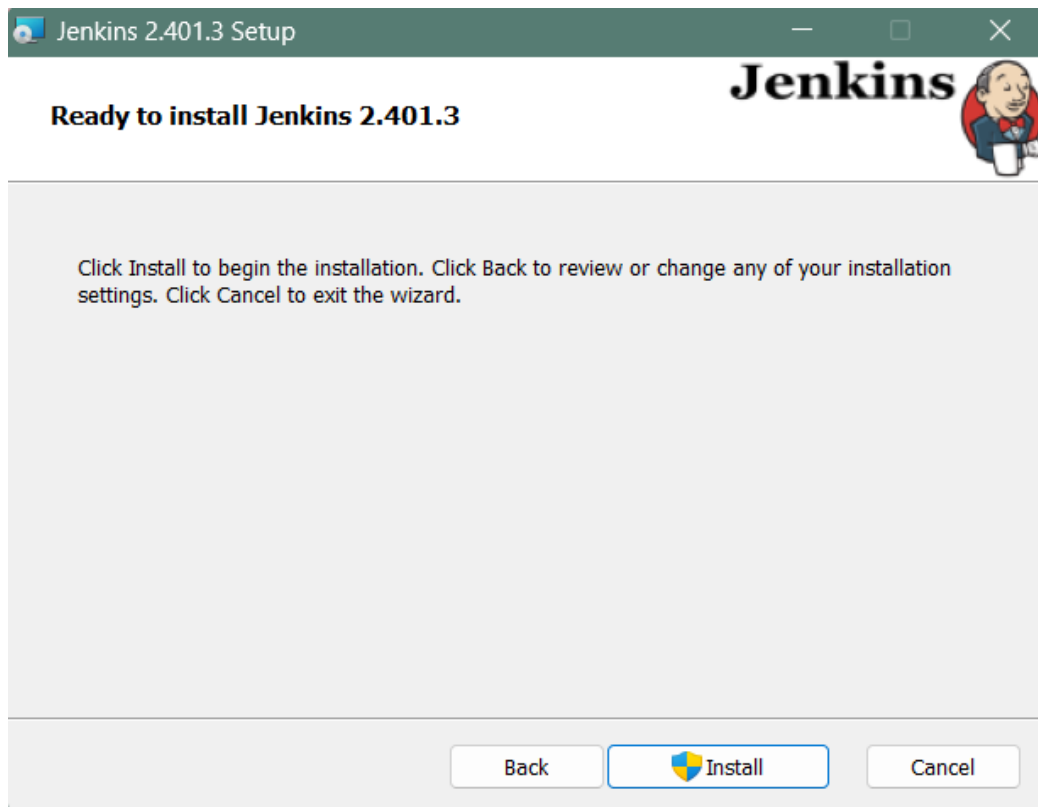 Jenkins 2.401.3 Setup
Jenkins
Ready to install Jenkins 2.401.3
Click Install to begin the installation. Click Back to review or change any of your installation
settings. Click Cancel to exit the wizard.
Back
Install
Cancel